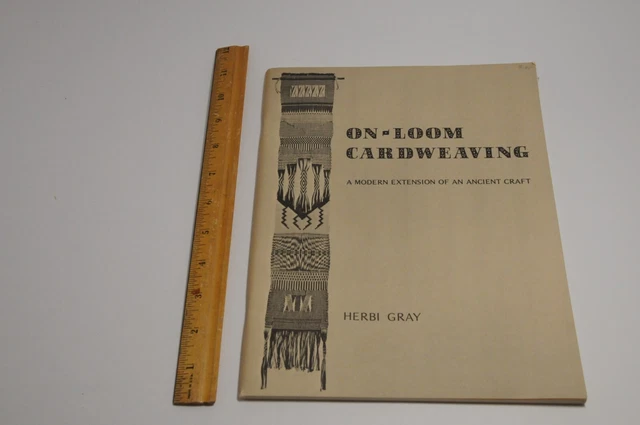 ON-LOOM
CARDWEAVING
A MODERN EXTENSION OF AN ANCIENT CRAFT
HERBI GRAY